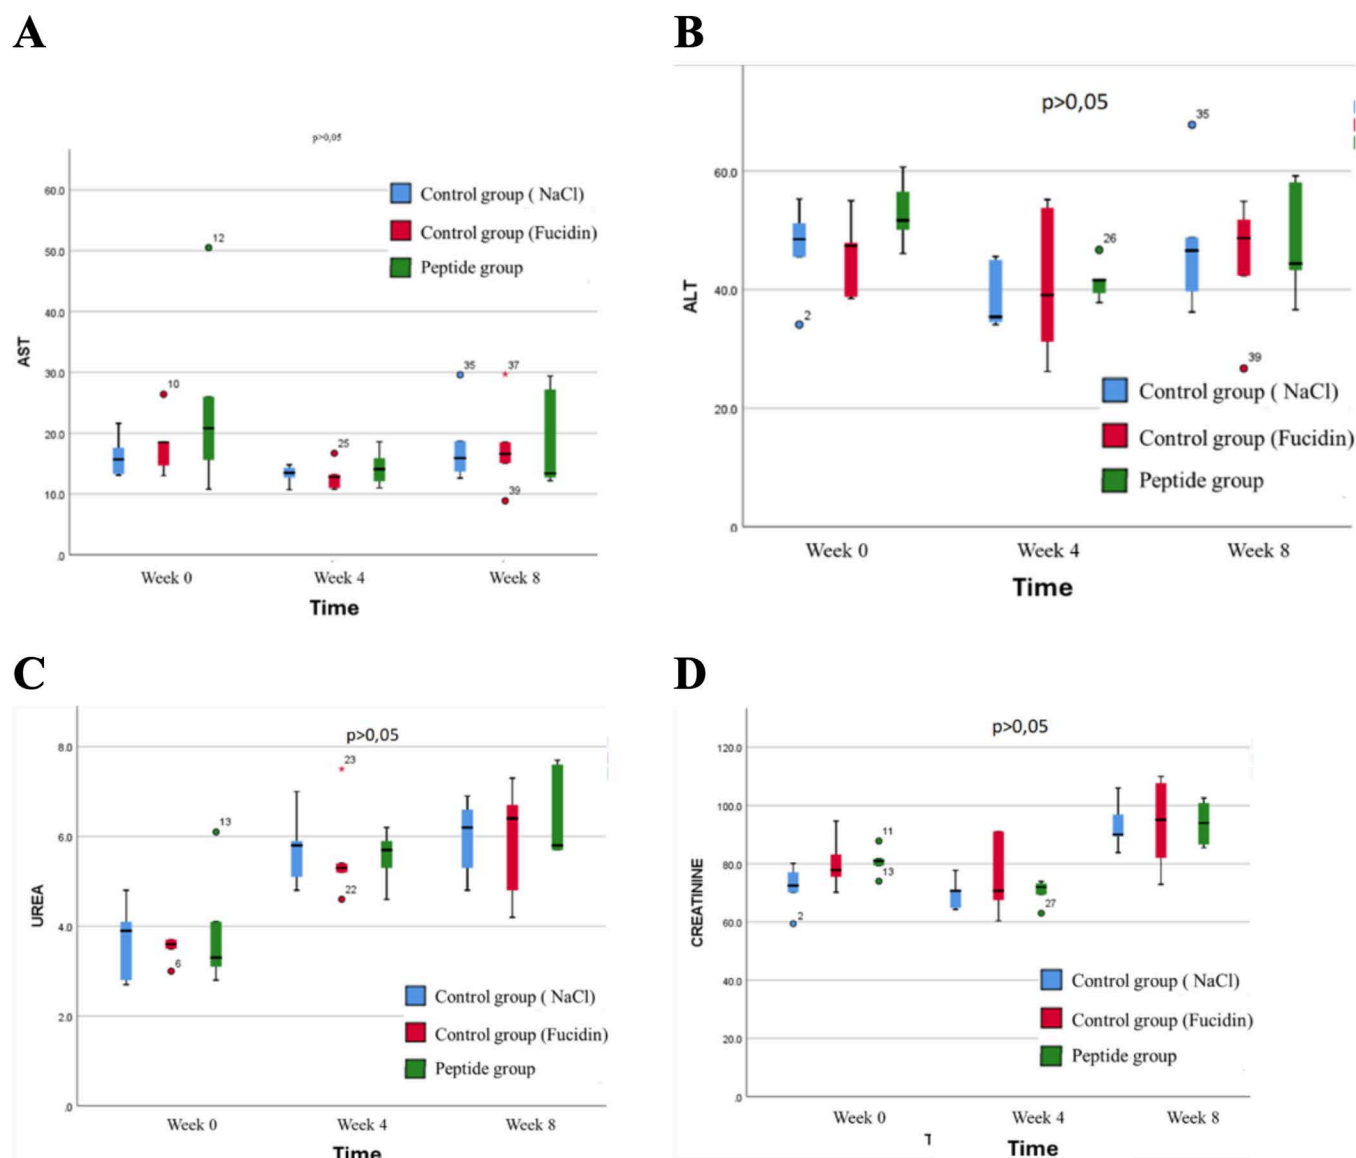 A
p>0,05
60.0
50.0
40.0
30.0
20.0
10.0
.0
AST
Control group ( NaCl)
Control group (Fucidin)
Peptide group
12
10
25
35
37
39
Week 0
Week 4
Week 8
Time
B
p>0,05
60.0
40.0
20.0
.0
ALT
35
2
26
39
Control group ( NaCl)
Control group (Fucidin)
Peptide group
Week 0
Week 4
Week 8
Time
C
p>0,05
8.0
6.0
4.0
2.0
.0
UREA
23
13
22
6
Control group ( NaCl)
Control group (Fucidin)
Peptide group
Week 0
Week 4
Week 8
Time
D
p>0,05
120.0
100.0
80.0
60.0
40.0
20.0
.0
CREATININE
11
13
2
27
Control group ( NaCl)
Control group (Fucidin)
Peptide group
Week 0
Week 4
Week 8
Time